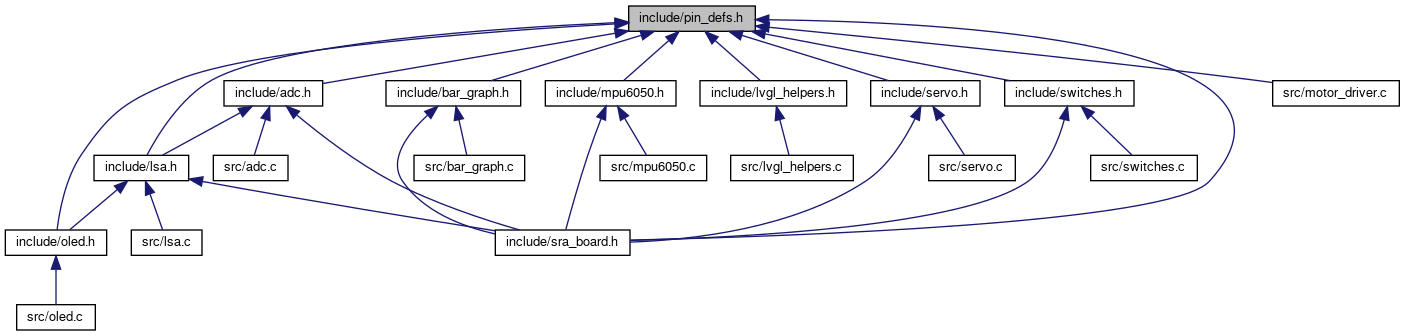 include/pin_defs.h
include/adc.h
include/bar_graph.h
include/mpu6050.h
include/lvgl_helpers.h
include/servo.h
include/switches.h
src/motor_driver.c
include/lsa.h
src/adc.c
src/bar_graph.c
src/mpu6050.c
src/lvgl_helpers.c
src/servo.c
src/switches.c
include/oled.h
src/lsa.c
include/sra_board.h
src/oled.c